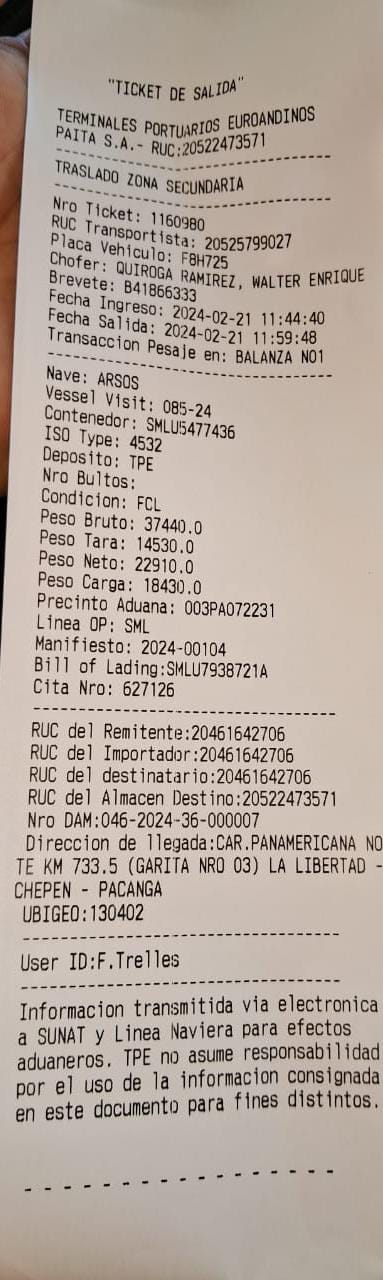 "TICKET DE SALIDA"
TERMINALES PORTUARIOS EUROANDINOS
PAITA S.A.- RUC:20522473571
TRASLADO ZONA SECUNDARIA
Nro Ticket: 1160980
RUC Transportista: 20525799027
Placa Vehiculo: F8H725
Chofer: QUIROGA RAMIREZ, WALTER ENRIQUE
Brevete: B41866333
Fecha Ingreso: 2024-02-21 11:44:40
Fecha Salida: 2024-02-21 11:59:48
Transaccion Pesaje en: BALANZA NO1
Nave: ARSOS
Vessel Visit: 085-24
Contenedor: SMLU5477436
ISO Type: 4532
Deposito: TPE
Nro Bultos:
Condicion: FCL
Peso Bruto: 37440.0
Peso Tara: 14530.0
Peso Neto: 22910.0
Peso Carga: 18430.0
Precinto Aduana: 003PA072231
Linea OP: SML
Manifiesto: 2024-00104
Bill of Lading:SMLU7938721A
Cita Nro: 627126
RUC del Remitente:20461642706
RUC del Importador:20461642706
RUC del destinatario:20461642706
RUC del Almacen Destino:20522473571
Nro DAM:046-2024-36-000007
Direccion de llegada:CAR.PANAMERICANA NO
TE KM 733.5 (GARITA NRO 03) LA LIBERTAD -
CHEPEN - PACANGA
UBIGEO:130402
User ID:F.Trelles
Informacion transmitida via electronica
a SUNAT y Linea Naviera para efectos
aduaneros. TPE no asume responsabilidad
por el uso de la informacion consignada
en este documento para fines distintos.